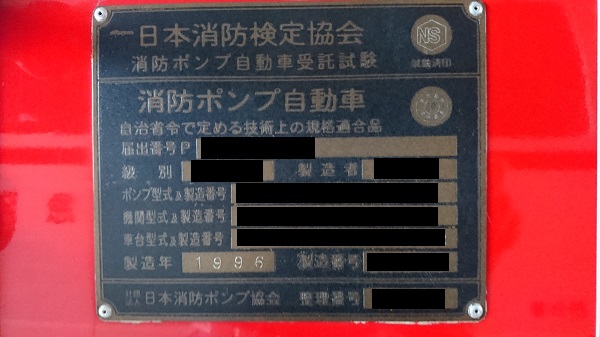 日本消防検定協会
消防ポンプ自動車受託試験
NS
試験済印
消防ポンプ自動車
自治省令で定める技術上の規格適合品
届出番号 P
級別 製造者
ポンプ型式及製造番号
機関型式及製造番号
車台型式及製造番号
製造年 1996 製造番号
社団法人 日本消防ポンプ協会 整理番号